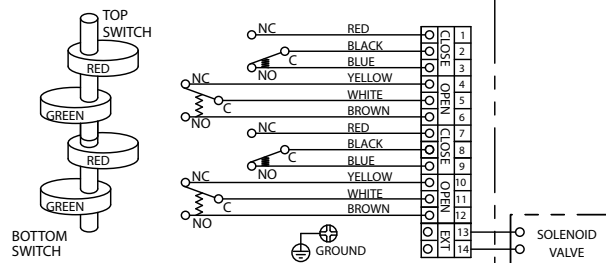 TOP
SWITCH
RED
GREEN
RED
GREEN
BOTTOM
SWITCH
NC RED 1
BLACK 2
C
NO BLUE 3
CLOSE
NC YELLOW 4
WHITE 5
C
NO BROWN 6
OPEN
NC RED 7
BLACK 8
C
NO BLUE 9
CLOSE
NC YELLOW 10
WHITE 11
C
NO BROWN 12
OPEN
GROUND
EXT
13
14
SOLENOID
VALVE